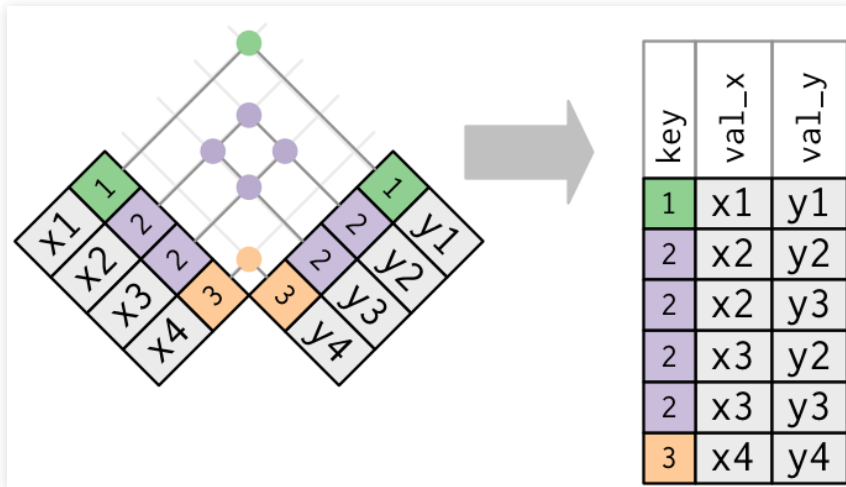 1 x1
2 x2
2 x3
3 x4
1 y1
2 y2
2 y3
3 y4
key val_x val_y
1 x1 y1
2 x2 y2
2 x2 y3
2 x3 y2
2 x3 y3
3 x4 y4